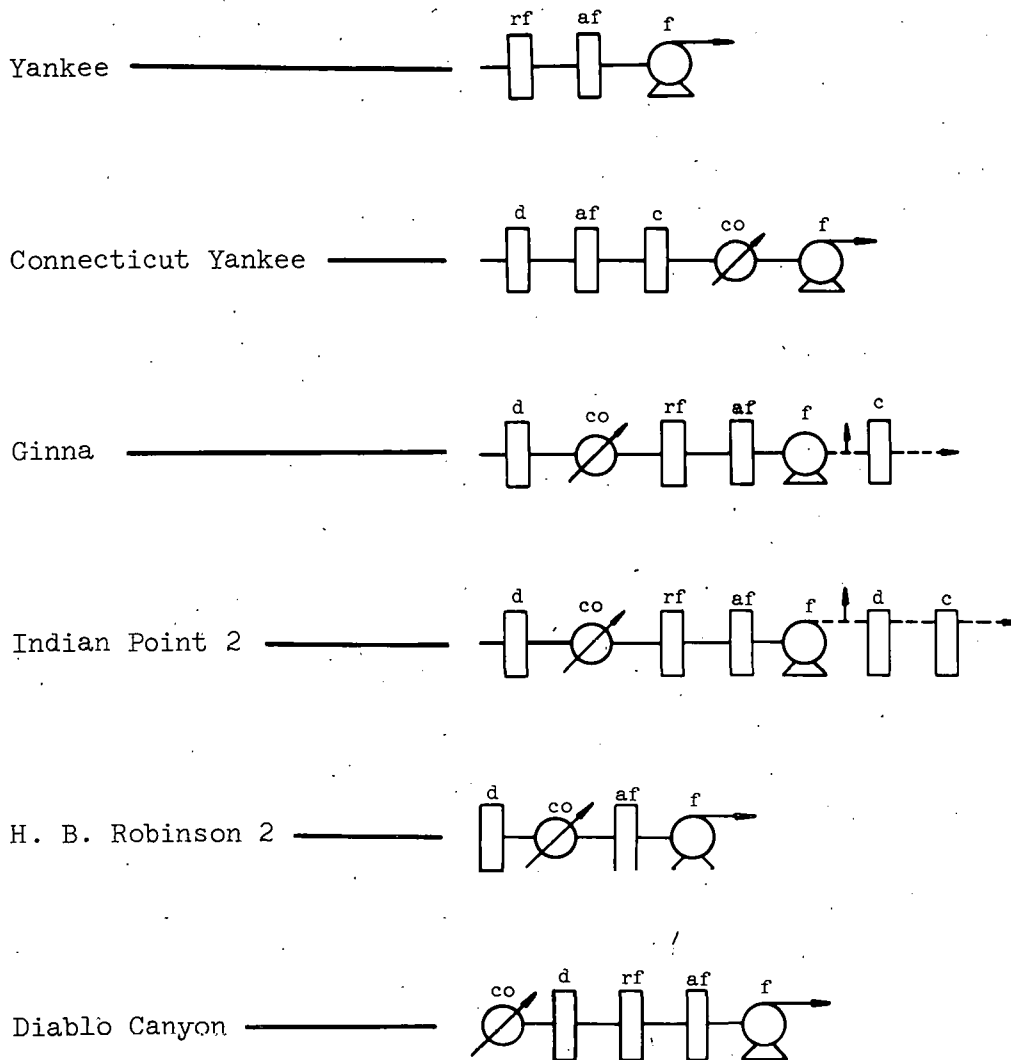 rf af f
Yankee
d af c co f
Connecticut Yankee
d co rf af f c
Ginna
d co rf af f d c
Indian Point 2
d co af f
H. B. Robinson 2
co d rf af f
Diablo Canyon